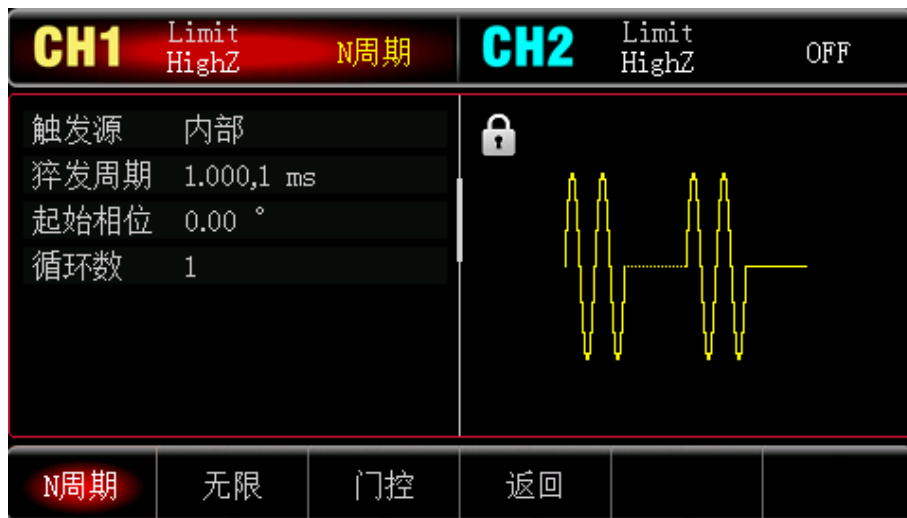 CH1 Limit HighZ N周期
CH2 Limit HighZ OFF
触发源 内部
猝发周期 1.000,1 ms
起始相位 0.00 °
循环数 1
N周期 无限 门控 返回